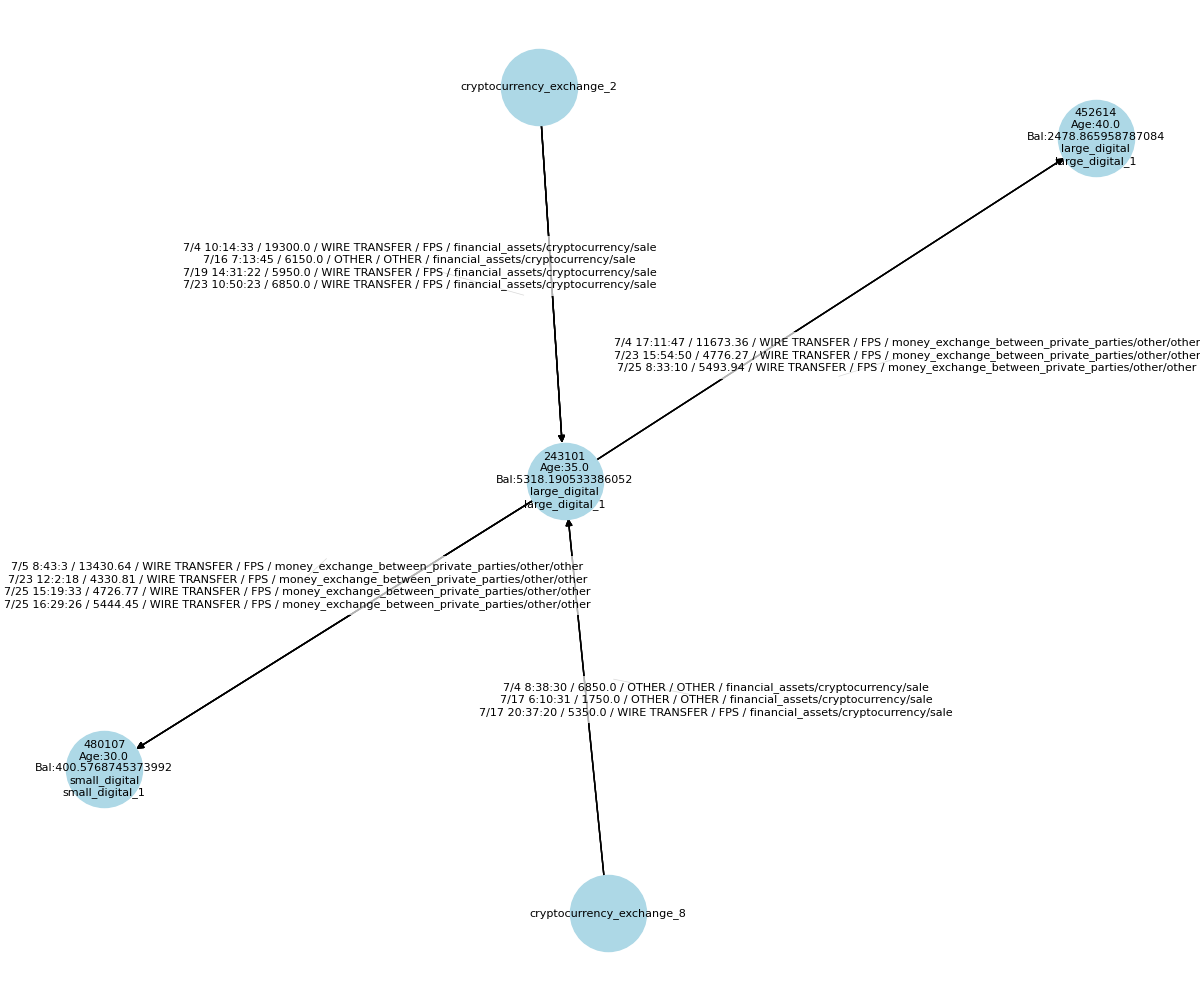 cryptocurrency_exchange_2
452614
Age:40.0
Bal:2478.865958787084
large_digital
large_digital_1
7/4 10:14:33 / 19300.0 / WIRE TRANSFER / FPS / financial_assets/cryptocurrency/sale
7/16 7:13:45 / 6150.0 / OTHER / OTHER / financial_assets/cryptocurrency/sale
7/19 14:31:22 / 5950.0 / WIRE TRANSFER / FPS / financial_assets/cryptocurrency/sale
7/23 10:50:23 / 6850.0 / WIRE TRANSFER / FPS / financial_assets/cryptocurrency/sale
7/4 17:11:47 / 11673.36 / WIRE TRANSFER / FPS / money_exchange_between_private_parties/other/other
7/23 15:54:50 / 4776.27 / WIRE TRANSFER / FPS / money_exchange_between_private_parties/other/other
7/25 8:33:10 / 5493.94 / WIRE TRANSFER / FPS / money_exchange_between_private_parties/other/other
243101
Age:35.0
Bal:5318.190533386052
large_digital
large_digital_1
7/5 8:43:3 / 13430.64 / WIRE TRANSFER / FPS / money_exchange_between_private_parties/other/other
7/23 12:2:18 / 4330.81 / WIRE TRANSFER / FPS / money_exchange_between_private_parties/other/other
7/25 15:19:33 / 4726.77 / WIRE TRANSFER / FPS / money_exchange_between_private_parties/other/other
7/25 16:29:26 / 5444.45 / WIRE TRANSFER / FPS / money_exchange_between_private_parties/other/other
7/4 8:38:30 / 6850.0 / OTHER / OTHER / financial_assets/cryptocurrency/sale
7/17 6:10:31 / 1750.0 / OTHER / OTHER / financial_assets/cryptocurrency/sale
7/17 20:37:20 / 5350.0 / WIRE TRANSFER / FPS / financial_assets/cryptocurrency/sale
480107
Age:30.0
Bal:400.5768745373992
small_digital
small_digital_1
cryptocurrency_exchange_8